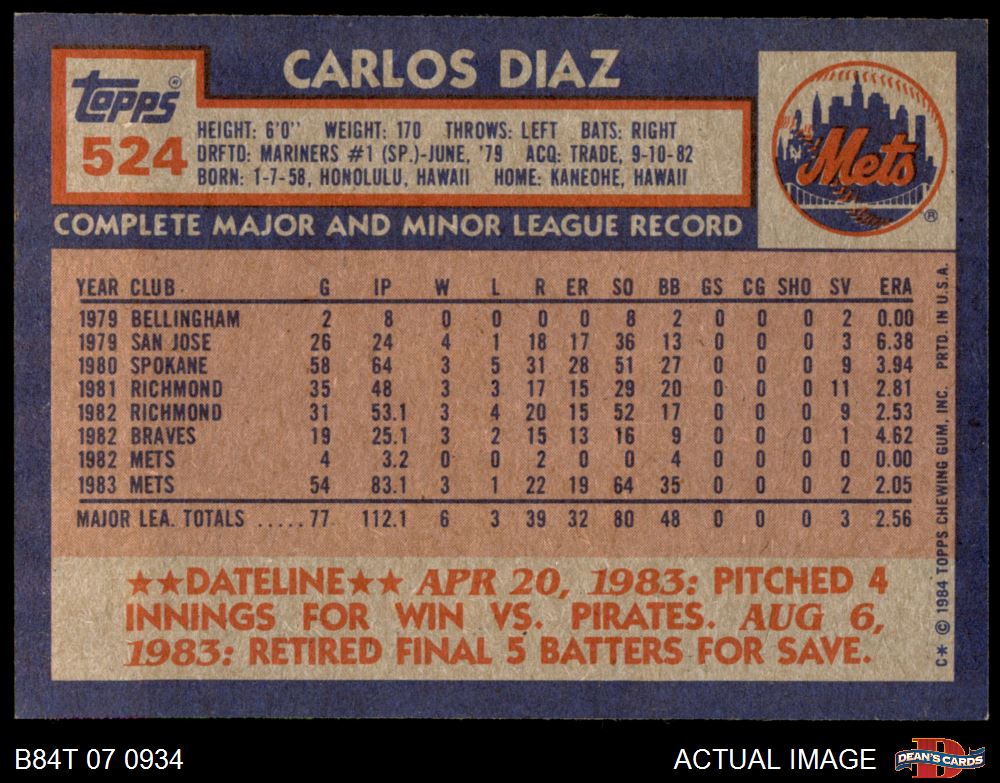 CARLOS DIAZ
topps®
524
HEIGHT: 6'0'' WEIGHT: 170 THROWS: LEFT BATS: RIGHT
DRFTD: MARINERS #1 (SP.)-JUNE, '79 ACQ: TRADE, 9-10-82
BORN: 1-7-58, HONOLULU, HAWAII HOME: KANEOHE, HAWAII
NY
Mets
®
COMPLETE MAJOR AND MINOR LEAGUE RECORD
YEAR CLUB G IP W L R ER SO BB GS CG SHO SV ERA
1979 BELLINGHAM 2 8 0 0 0 0 8 2 0 0 0 2 0.00
1979 SAN JOSE 26 24 4 1 18 17 36 13 0 0 0 3 6.38
1980 SPOKANE 58 64 3 5 31 28 51 27 0 0 0 9 3.94
1981 RICHMOND 35 48 3 3 17 15 29 20 0 0 0 11 2.81
1982 RICHMOND 31 53.1 3 4 20 15 52 17 0 0 0 9 2.53
1982 BRAVES 19 25.1 3 2 15 13 16 9 0 0 0 1 4.62
1982 METS 4 3.2 0 0 2 0 0 4 0 0 0 0 0.00
1983 METS 54 83.1 3 1 22 19 64 35 0 0 0 2 2.05
MAJOR LEA. TOTALS .....77 112.1 6 3 39 32 80 48 0 0 0 3 2.56
★★DATELINE★★ APR 20, 1983: PITCHED 4
INNINGS FOR WIN VS. PIRATES. AUG 6,
1983: RETIRED FINAL 5 BATTERS FOR SAVE.
C* © 1984 TOPPS CHEWING GUM, INC. PRTD. IN U.S.A.
B84T 07 0934
ACTUAL IMAGE
D
DEAN'S CARDS